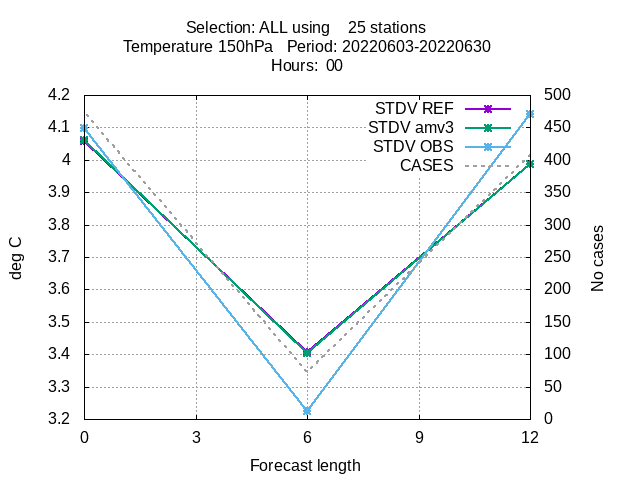 Selection: ALL using 25 stations
Temperature 150hPa Period: 20220603-20220630
Hours: 00
4.2
4.1
4
3.9
3.8
3.7
3.6
3.5
3.4
3.3
3.2
deg C
STDV REF
STDV amv3
STDV OBS
CASES
500
450
400
350
300
250
200
150
100
50
0
No cases
0 3 6 9 12
Forecast length